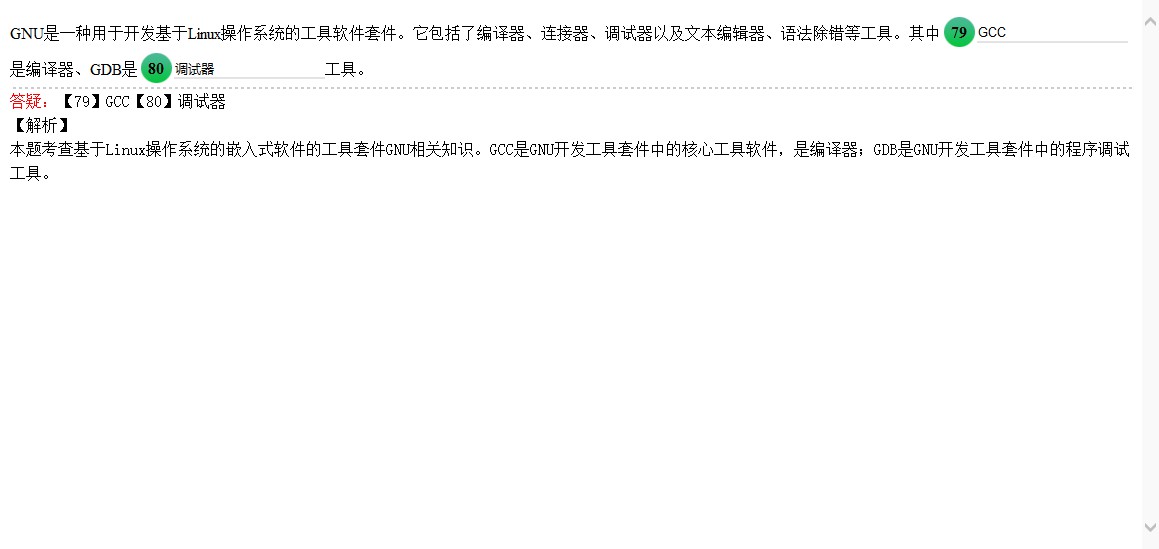 GNU是一种用于开发基于Linux操作系统的工具软件套件。它包括了编译器、连接器、调试器以及文本编辑器、语法除错等工具。其中 79 GCC
是编译器、GDB是 80 调试器 工具。
答疑：【79】GCC【80】调试器
【解析】
本题考查基于Linux操作系统的嵌入式软件的工具套件GNU相关知识。GCC是GNU开发工具套件中的核心工具软件，是编译器；GDB是GNU开发工具套件中的程序调试
工具。